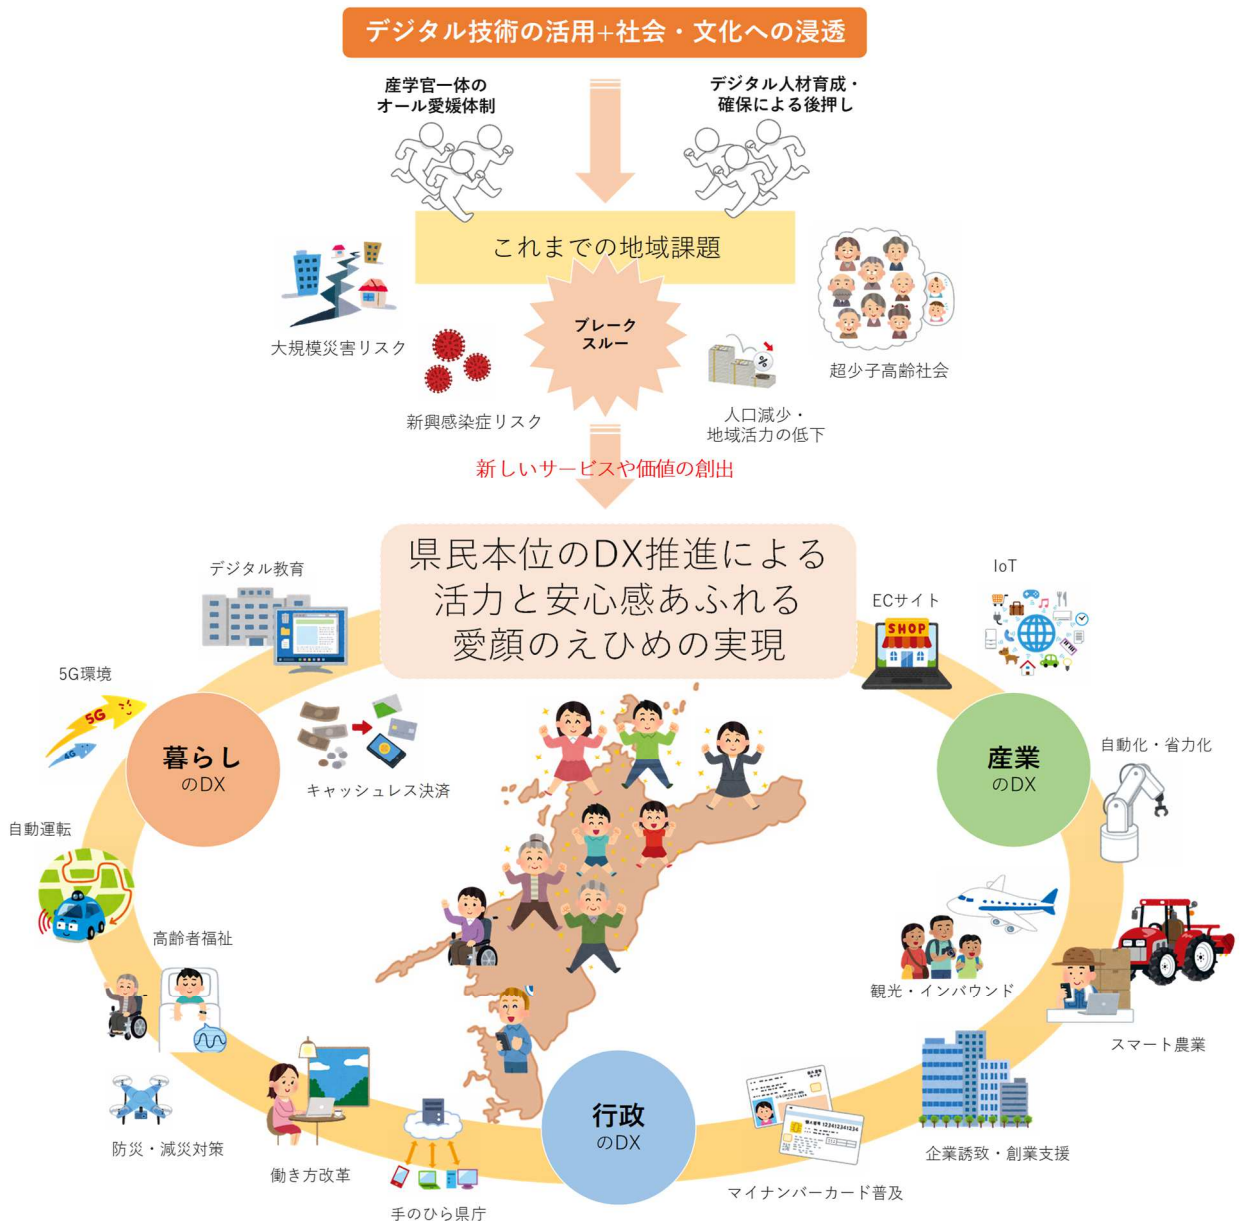 デジタル技術の活用+社会・文化への浸透
産学官一体の
オール愛媛体制
デジタル人材育成・
確保による後押し
これまでの地域課題
ブレーク
スルー
大規模災害リスク
新興感染症リスク
%
人口減少・
地域活力の低下
超少子高齢社会
新しいサービスや価値の創出
県民本位のDX推進による
活力と安心感あふれる
愛顔のえひめの実現
デジタル教育
5G環境
5G
4G
暮らし
のDX
キャッシュレス決済
自動運転
高齢者福祉
防災・減災対策
働き方改革
手のひら県庁
行政
のDX
マイナンバーカード普及
個人番号 123412341234
企業誘致・創業支援
スマート農業
観光・インバウンド
自動化・省力化
産業
のDX
IoT
ECサイト
SHOP